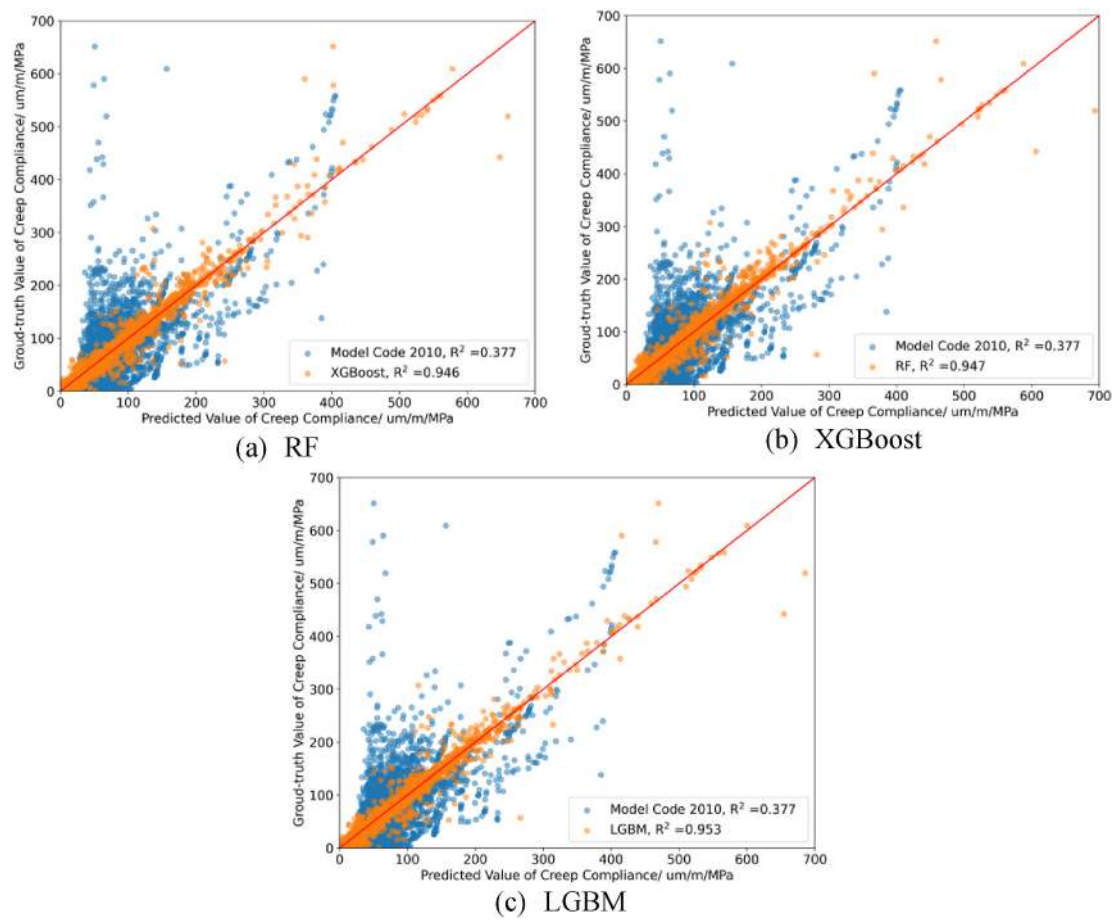 700
600
500
400
300
200
100
0
Groud-truth Value of Creep Compliance/ um/m/MPa
Model Code 2010, R² =0.377
XGBoost, R² =0.946
0 100 200 300 400 500 600 700
Predicted Value of Creep Compliance/ um/m/MPa
(a) RF
700
600
500
400
300
200
100
0
Groud-truth Value of Creep Compliance/ um/m/MPa
Model Code 2010, R² =0.377
RF, R² =0.947
0 100 200 300 400 500 600 700
Predicted Value of Creep Compliance/ um/m/MPa
(b) XGBoost
700
600
500
400
300
200
100
0
Groud-truth Value of Creep Compliance/ um/m/MPa
Model Code 2010, R² =0.377
LGBM, R² =0.953
0 100 200 300 400 500 600 700
Predicted Value of Creep Compliance/ um/m/MPa
(c) LGBM